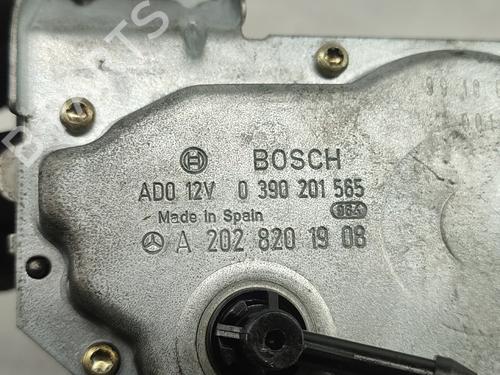 BOSCH
ADO 12V 0 390 201 565
Made in Spain
A 202 820 19 08